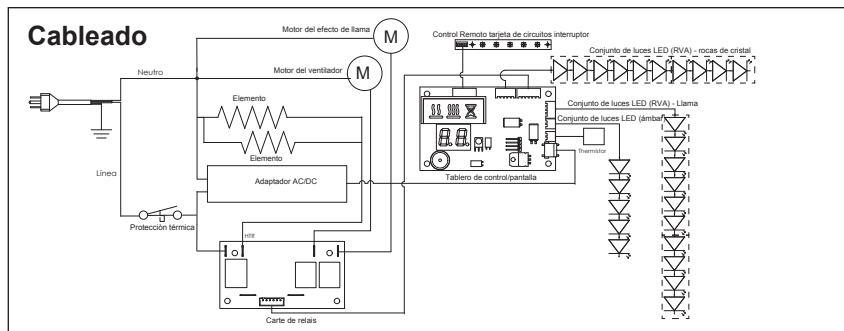 Cableado
Motor del efecto de llama
M
Control Remoto tarjeta de circuitos interruptor
Neutro
Motor del ventilador
M
Conjunto de luces LED (RVA) - rocas de cristal
Elemento
Conjunto de luces LED (RVA) - Llama
Conjunto de luces LED (ámbar
Elemento
Thermistor
Línea
Adaptador AC/DC
Tablero de control/pantalla
Protección térmica
Carte de relais